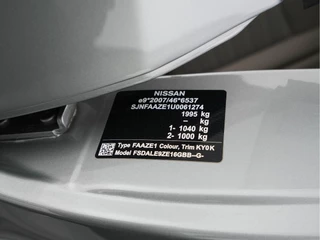 NISSAN
e9*2007/46*6537
SJNFAAZE1U0061274
1995 kg
– kg
1- 1040 kg
2- 1000 kg
Type FAAZE1 Colour, Trim KY0K
Model FSDALE9ZE16GBB-G-